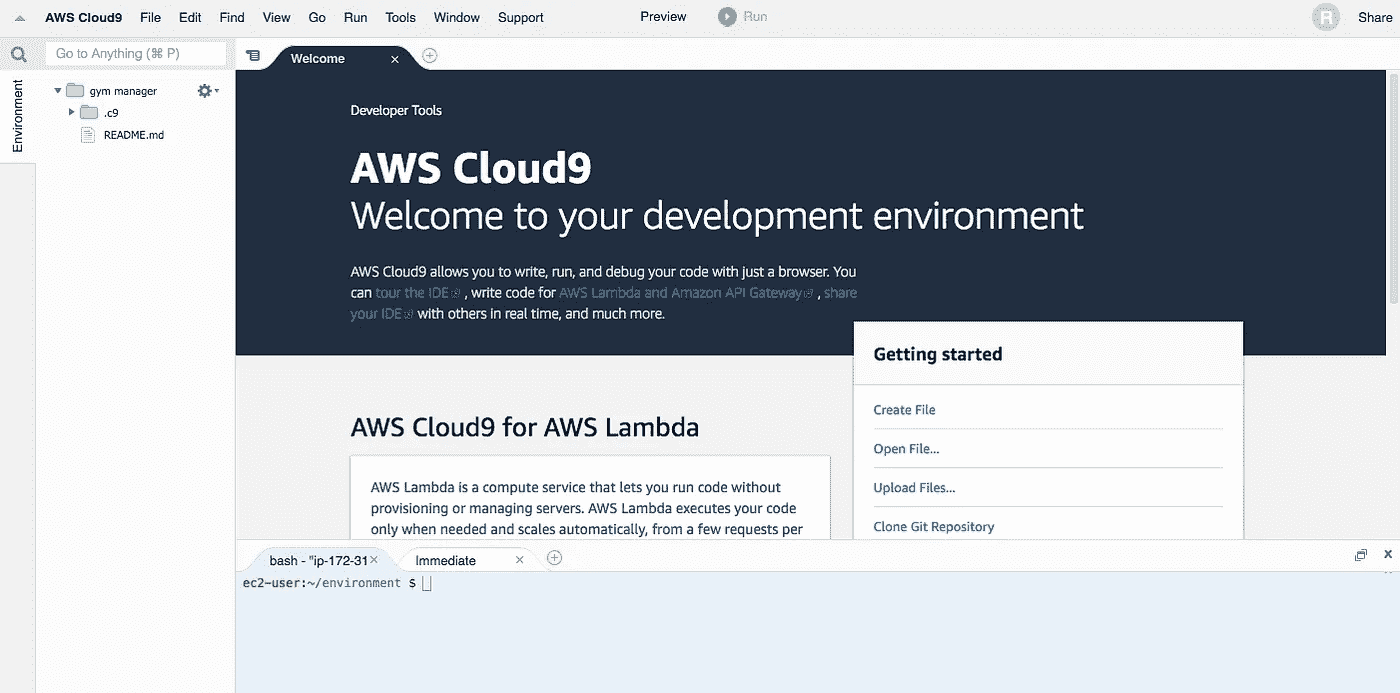 AWS Cloud9 File Edit Find View Go Run Tools Window Support Preview Run R Share
Go to Anything (⌘ P)
Welcome
Environment
gym manager
.c9
README.md
Developer Tools
AWS Cloud9
Welcome to your development environment
AWS Cloud9 allows you to write, run, and debug your code with just a browser. You
can tour the IDE, write code for AWS Lambda and Amazon API Gateway, share
your IDE with others in real time, and much more.
Getting started
Create File
Open File...
Upload Files...
Clone Git Repository
AWS Cloud9 for AWS Lambda
AWS Lambda is a compute service that lets you run code without
provisioning or managing servers. AWS Lambda executes your code
only when needed and scales automatically, from a few requests per
bash - "ip-172-31 Immediate
ec2-user:~/environment $